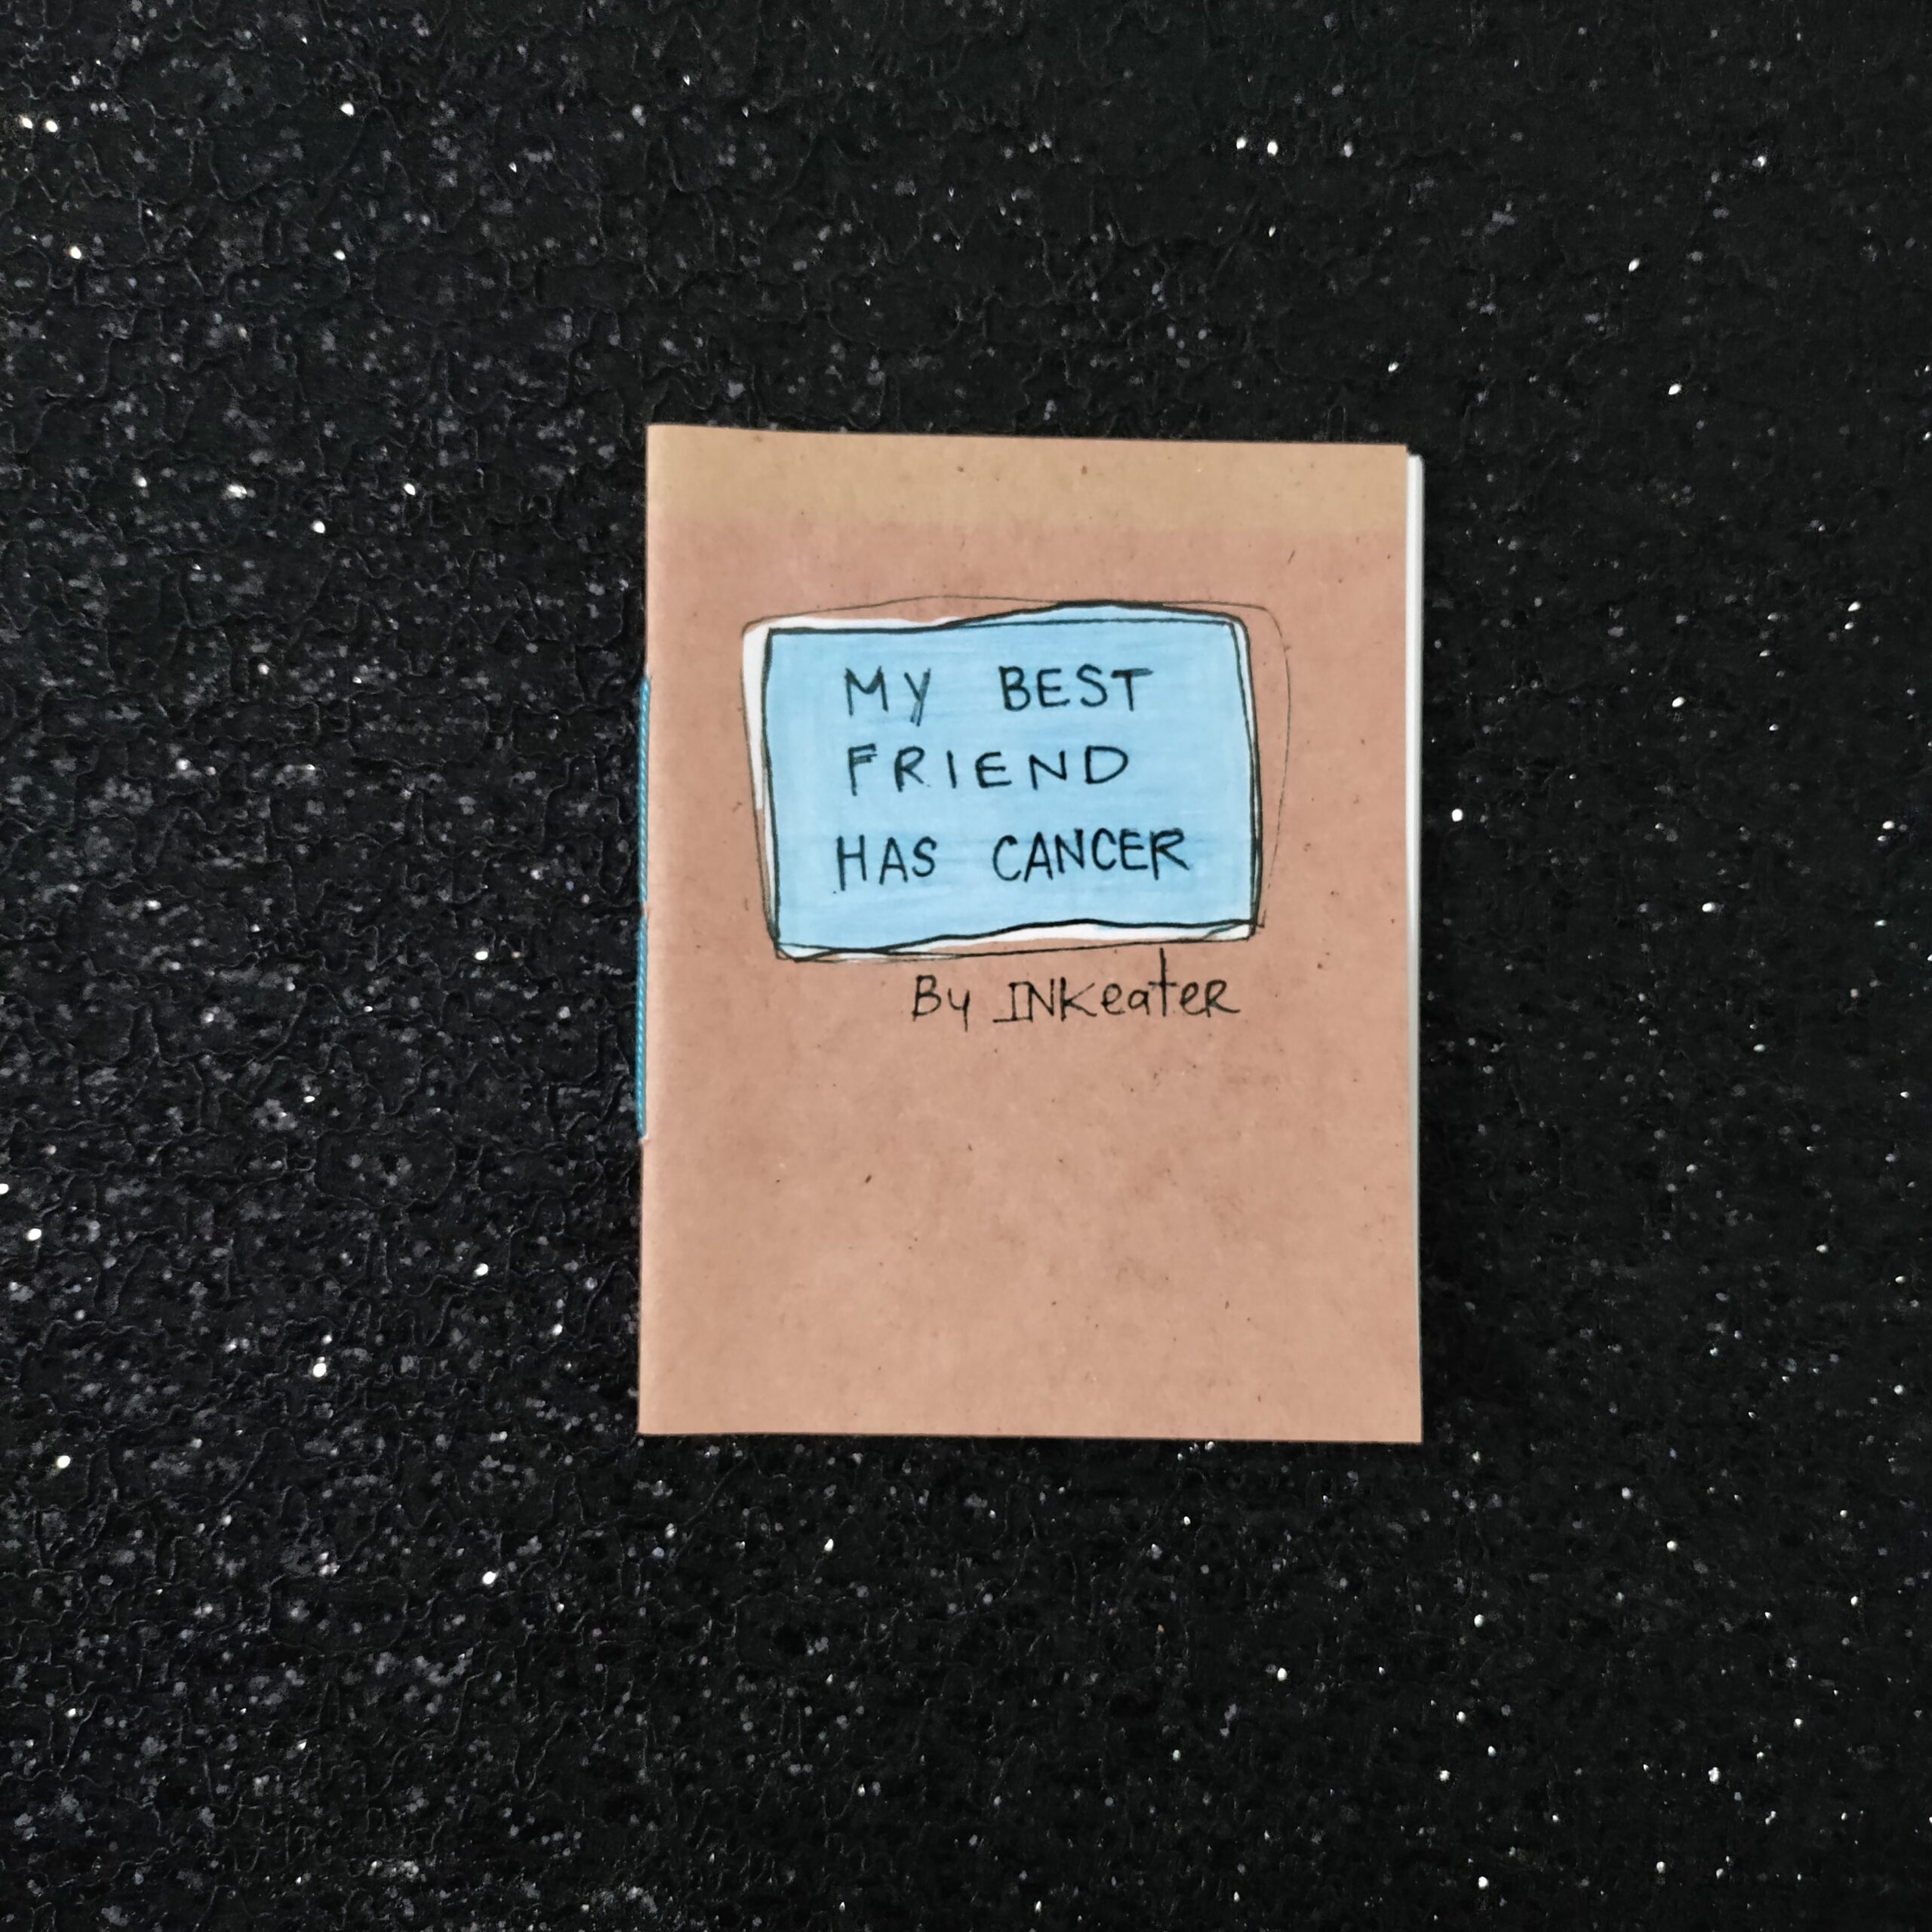 MY BEST
FRIEND
HAS CANCER
By INKeateR